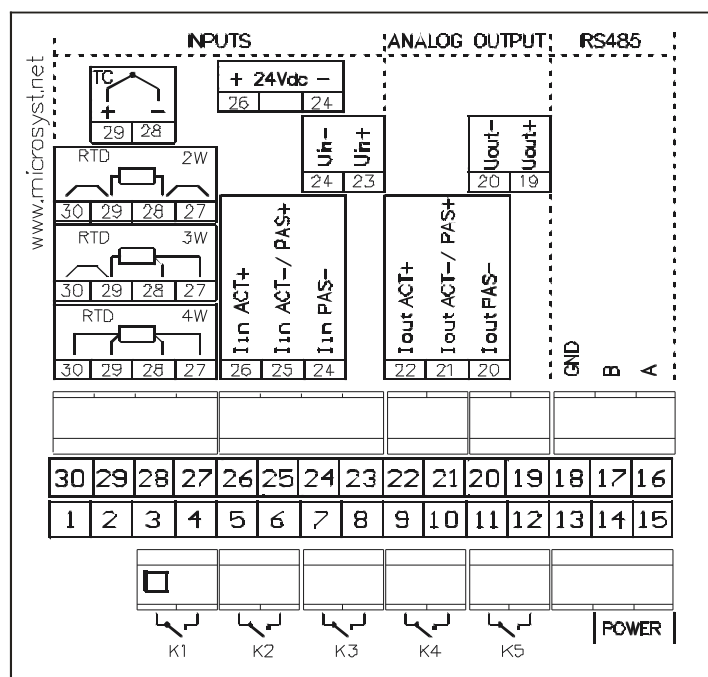 INPUTS
ANALOG OUTPUT
RS485
www.microsyst.net
TC
+ −
29 28
+ 24Vdc −
26 24
Uin−
Uin+
24 23
Uout−
Uout+
20 19
RTD 2W
30 29 28 27
RTD 3W
30 29 28 27
RTD 4W
30 29 28 27
Iin ACT+
Iin ACT−/ PAS+
Iin PAS−
26 25 24
Iout ACT+
Iout ACT−/ PAS+
Iout PAS−
22 21 20
GND
B
A
30 29 28 27 26 25 24 23 22 21 20 19 18 17 16
1 2 3 4 5 6 7 8 9 10 11 12 13 14 15
K1 K2 K3 K4 K5
POWER